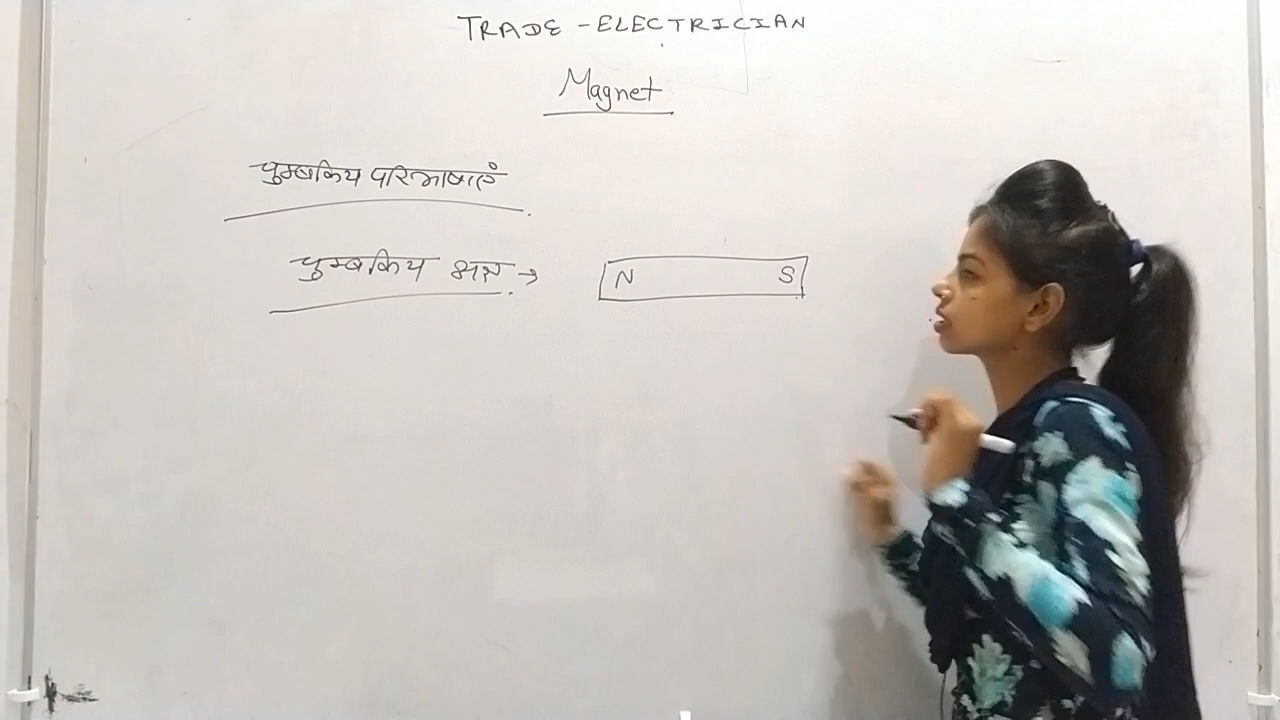 TRADE - ELECTRICIAN
Magnet
चुम्बकिय परिभाषाएं
चुम्बकिय अक्ष →
N S